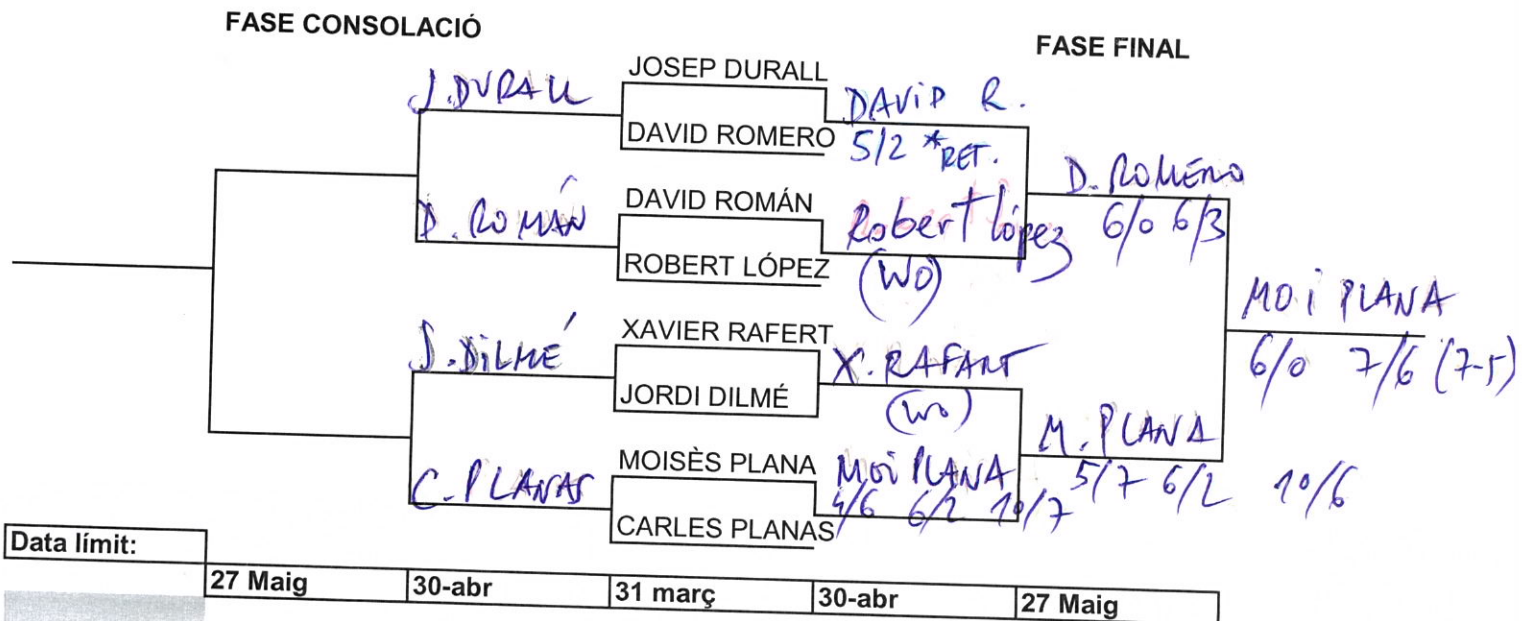 FASE CONSOLACIÓ
FASE FINAL
JOSEP DURALL
J. DURALL
DAVID R.
DAVID ROMERO
5/2 *RET.
D. ROMERO
DAVID ROMÁN
D. ROMÁN
Robert lópez
6/0 6/3
ROBERT LÓPEZ
(WO)
MOi PLANA
XAVIER RAFERT
J. DiLMÉ
X. RAFART
6/0 7/6 (7-5)
JORDI DILMÉ
(wo)
M. PLANA
MOISÈS PLANA
MOi PLANA
5/7 6/2 10/6
C. PLANAS
4/6 6/2 10/7
CARLES PLANAS
Data límit:
27 Maig
30-abr
31 març
30-abr
27 Maig